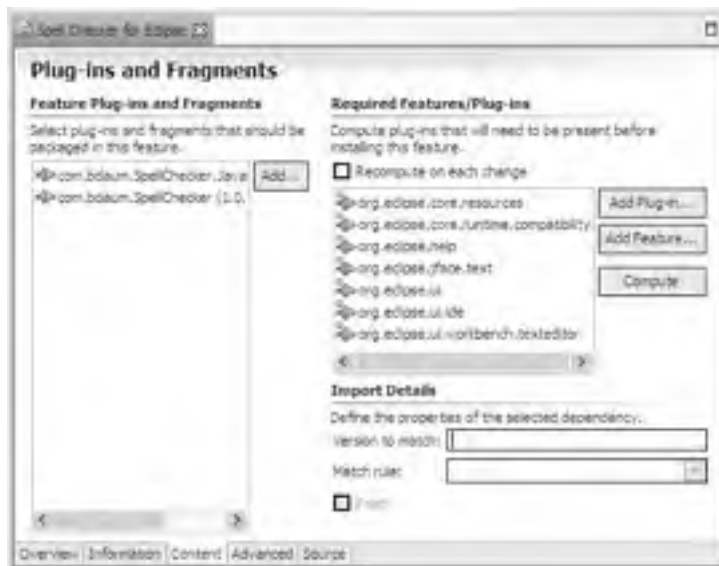 Spell Checker for Eclipse
Plug-ins and Fragments
Feature Plug-ins and Fragments
Select plug-ins and fragments that should be
packaged in this feature.
com.bdaum.SpellChecker.Java
com.bdaum.SpellChecker (1.0.
Add...
Required Features/Plug-ins
Compute plug-ins that will need to be present before
installing this feature.
Recompute on each change
org.eclipse.core.resources
org.eclipse.core.runtime.compatibility
org.eclipse.help
org.eclipse.jface.text
org.eclipse.ui
org.eclipse.ui.ide
org.eclipse.ui.workbench.texteditor
Add Plug-in...
Add Feature...
Compute
Import Details
Define the properties of the selected dependency.
Version to match:
Match rule:
Overview Information Content Advanced Source